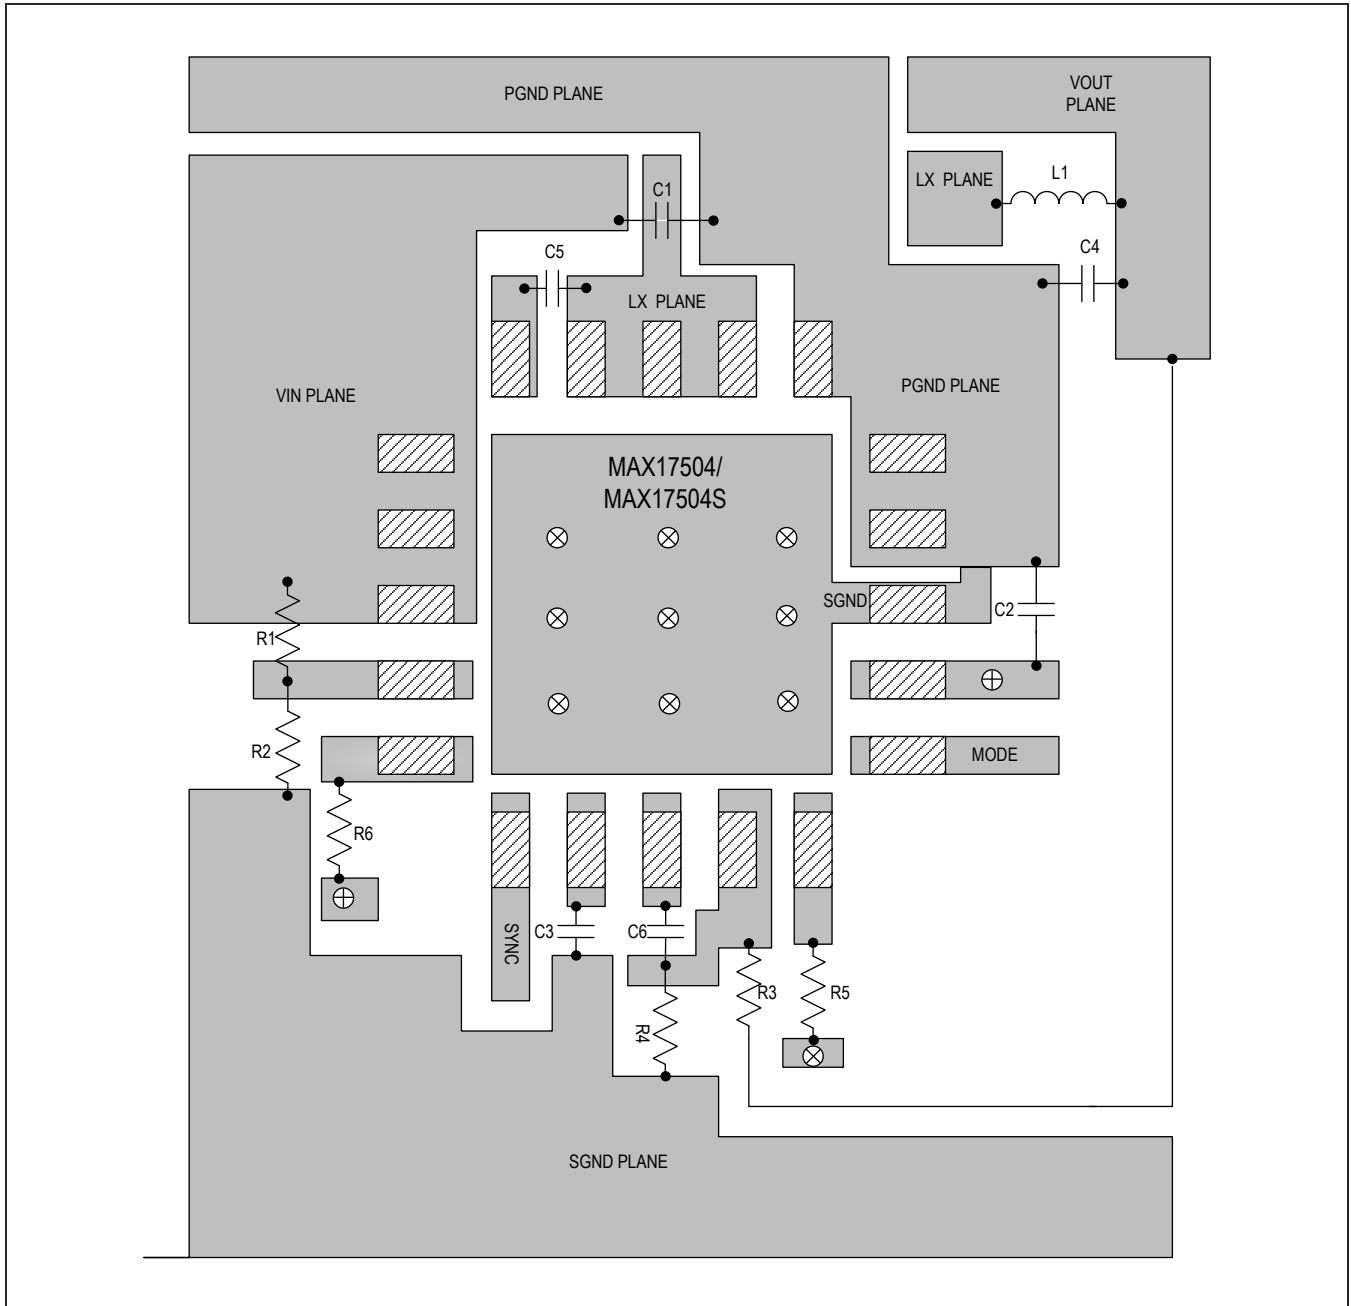 PGND PLANE
VOUT
PLANE
LX PLANE
L1
C1
C4
C5
LX PLANE
VIN PLANE
PGND PLANE
MAX17504/
MAX17504S
SGND
C2
R1
R2
MODE
R6
SYNC
C3
C6
R3
R5
R4
SGND PLANE